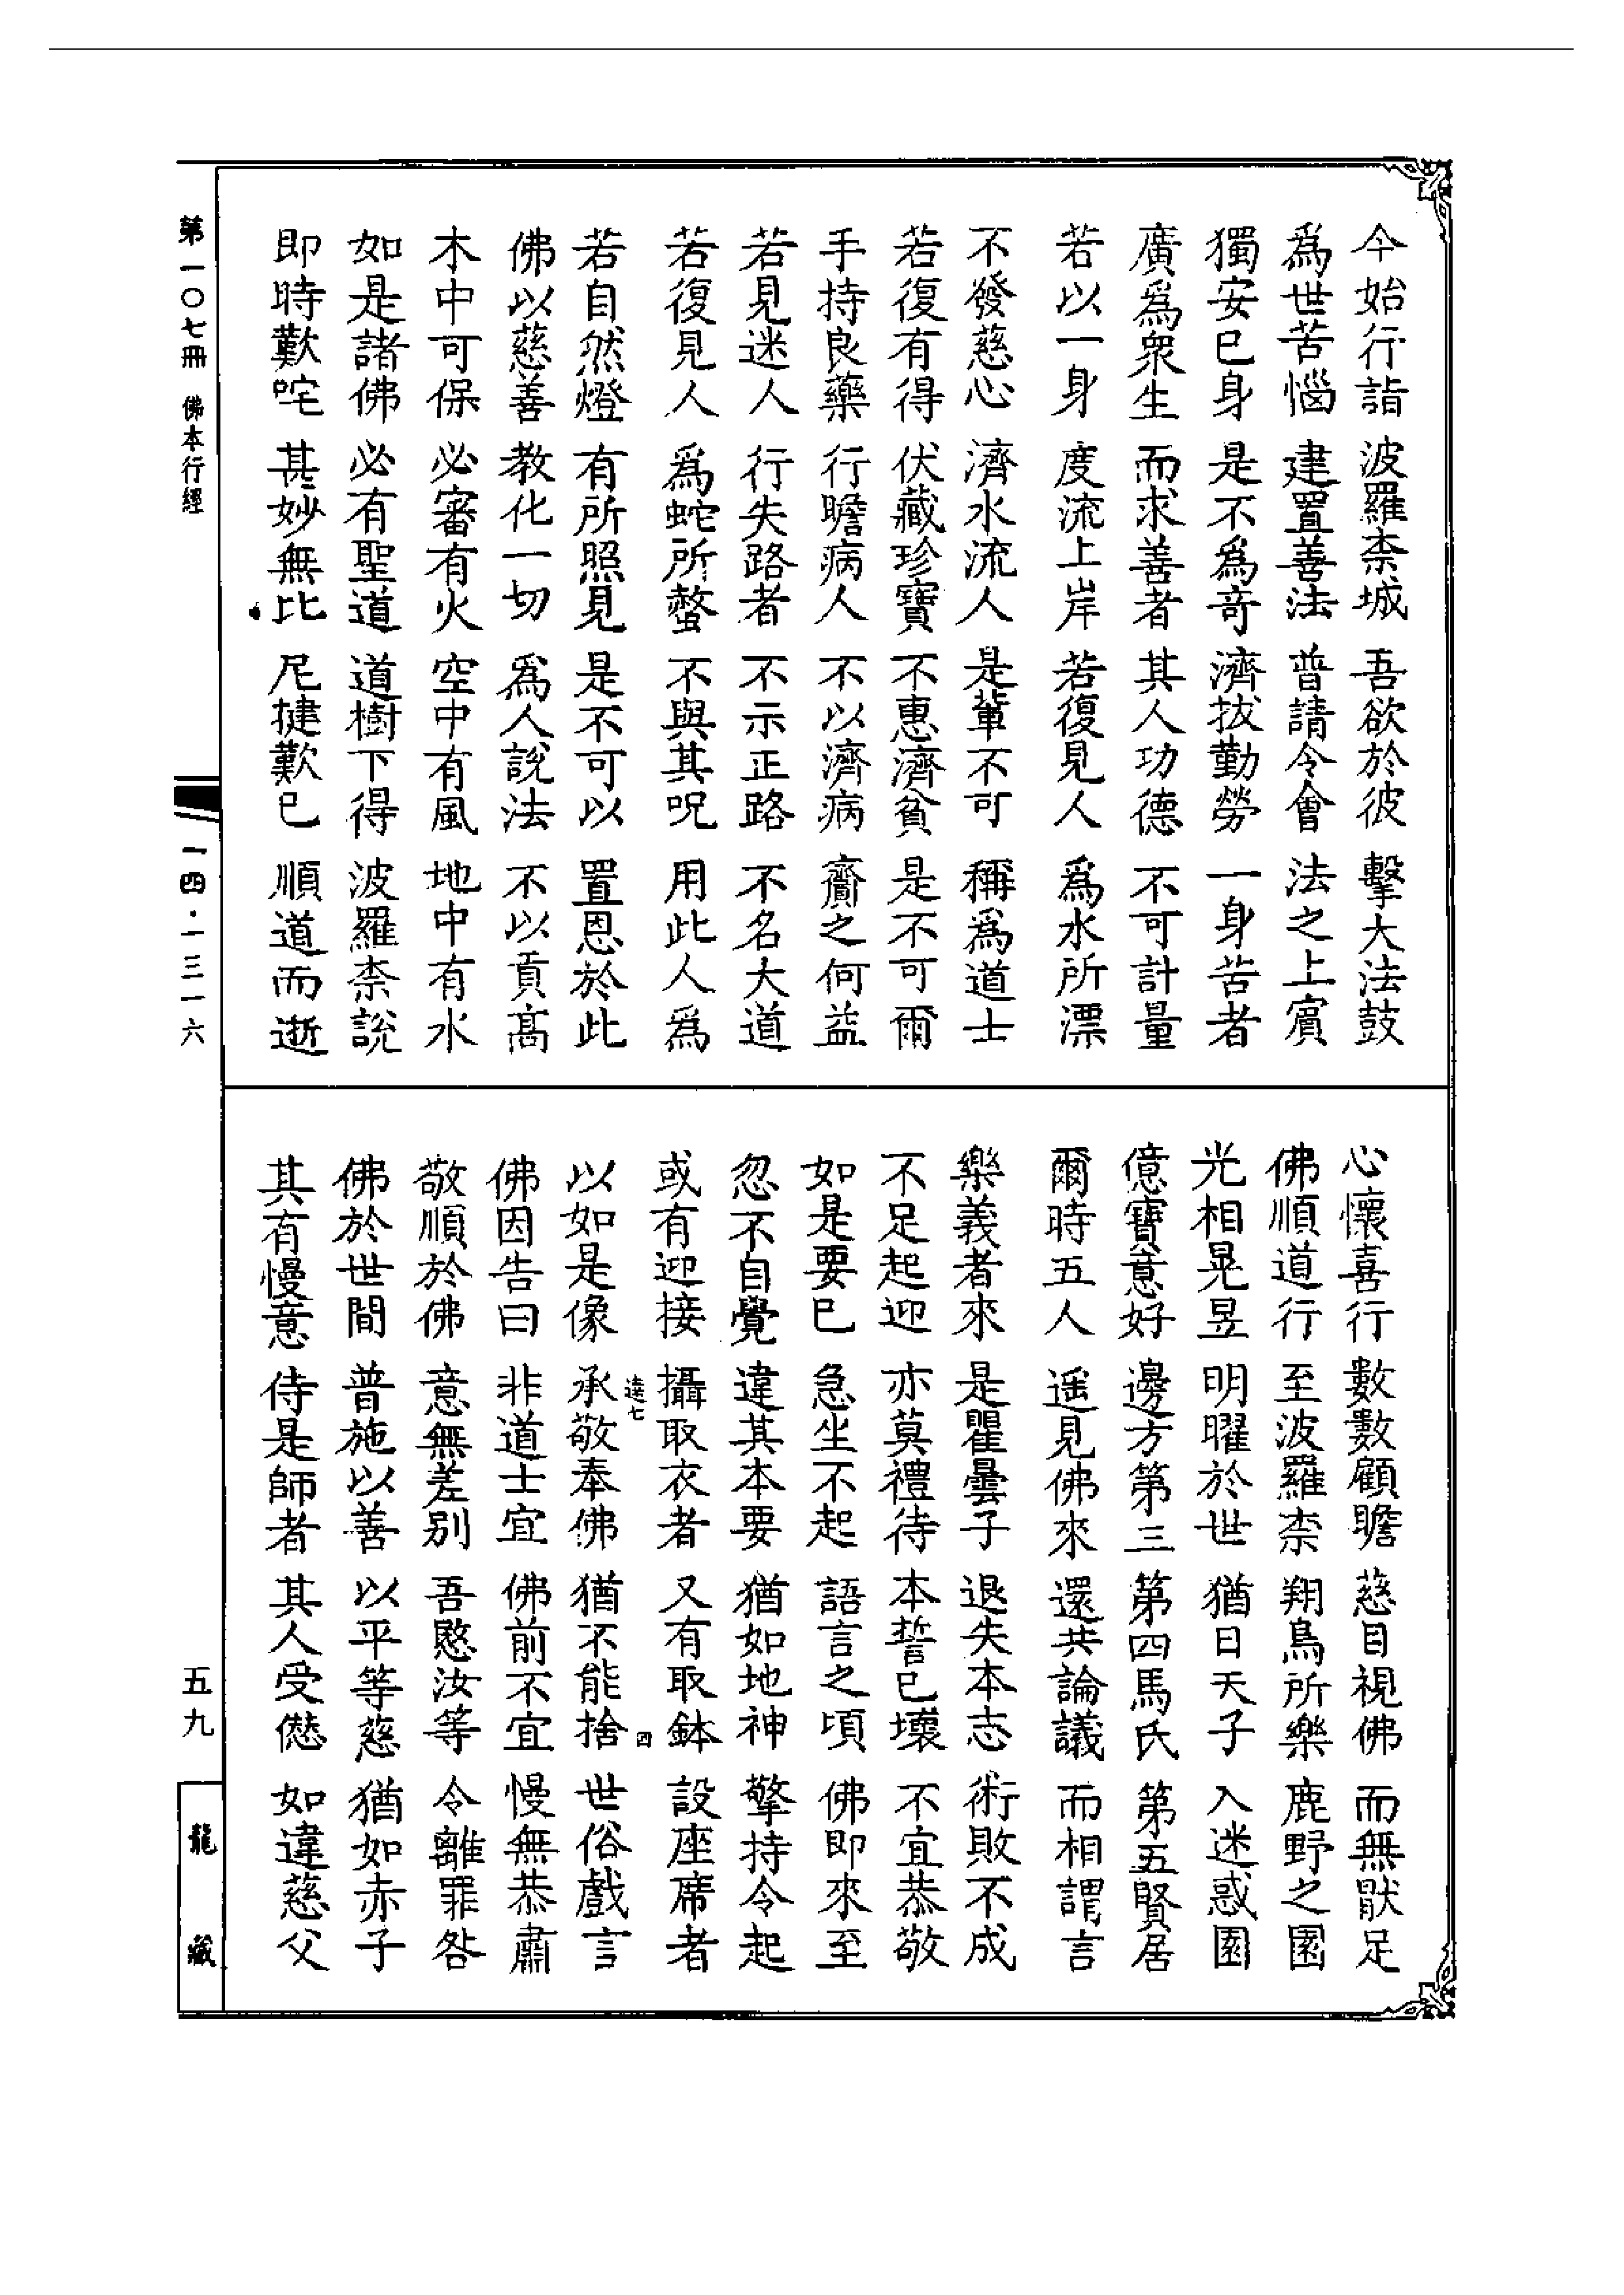 今始行詣 波羅柰城 吾欲於彼 擊大法鼓
爲世苦惱 建置善法 普請令會 法之上賓
獨安已身 是不爲奇 濟拔勤勞 一身苦者
廣爲衆生 而求善者 其人功德 不可計量
若以一身 度流上岸 若復見人 爲水所漂
不發慈心 濟水流人 是輩不可 稱爲道士
若復有得 伏藏珍寶 不惠濟貧 是不可爾
手持良藥 行瞻病人 不以濟病 齎之何益
若見迷人 行失路者 不示正路 不名大道
若復見人 爲蛇所螫 不與其呪 用此人爲
若自然燈 有所照見 是不可以 置恩於此
佛以慈善 教化一切 爲人說法 不以貢高
木中可保 必審有火 空中有風 地中有水
如是諸佛 必有聖道 道樹下得 波羅柰說
即時歎咤 甚妙無比 尼揵歎已 順道而逝
心懷喜行 數數顧瞻 慈目視佛 而無猒足
佛順道行 至波羅柰 翔鳥所樂 鹿野之園
光相晃昱 明曜於世 猶日天子 入迷惑園
億寶意好 邊方第三 第四馬氏 第五賢居
爾時五人 遥見佛來 還共論議 而相謂言
樂義者來 是瞿曇子 退失本志 術敗不成
不足起迎 亦莫禮待 本誓已壞 不宜恭敬
如是要已 急坐不起 語言之頃 佛即來至
忽不自覺 違其本要 猶如地神 擎持令起
或有迎接 攝取衣者 又有取鉢 設座席者
達七 四
以如是像 承敬奉佛 猶不能捨 世俗戲言
佛因告曰 非道士宜 佛前不宜 慢無恭肅
敬順於佛 意無差別 吾愍汝等 令離罪咎
佛於世間 普施以善 以平等慈 猶如赤子
其有慢意 侍是師者 其人受僽 如違慈父
第一〇七冊 佛本行經
一四·一三一六
五九
龍藏